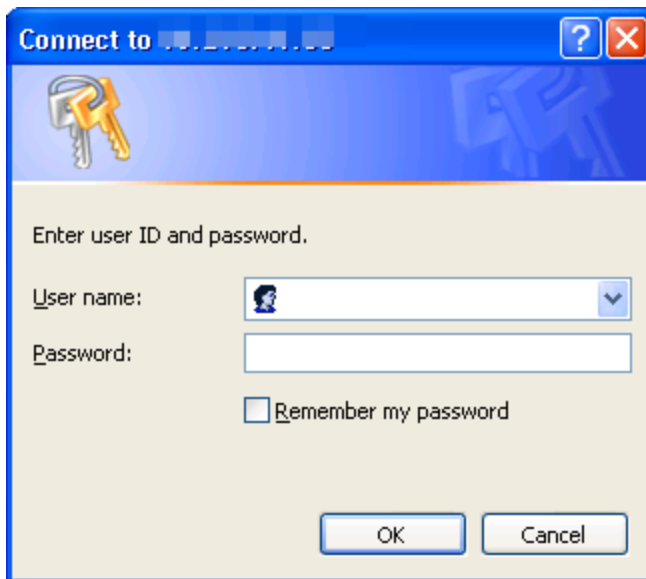 Connect to
Enter user ID and password.
User name:
Password:
Remember my password
OK
Cancel